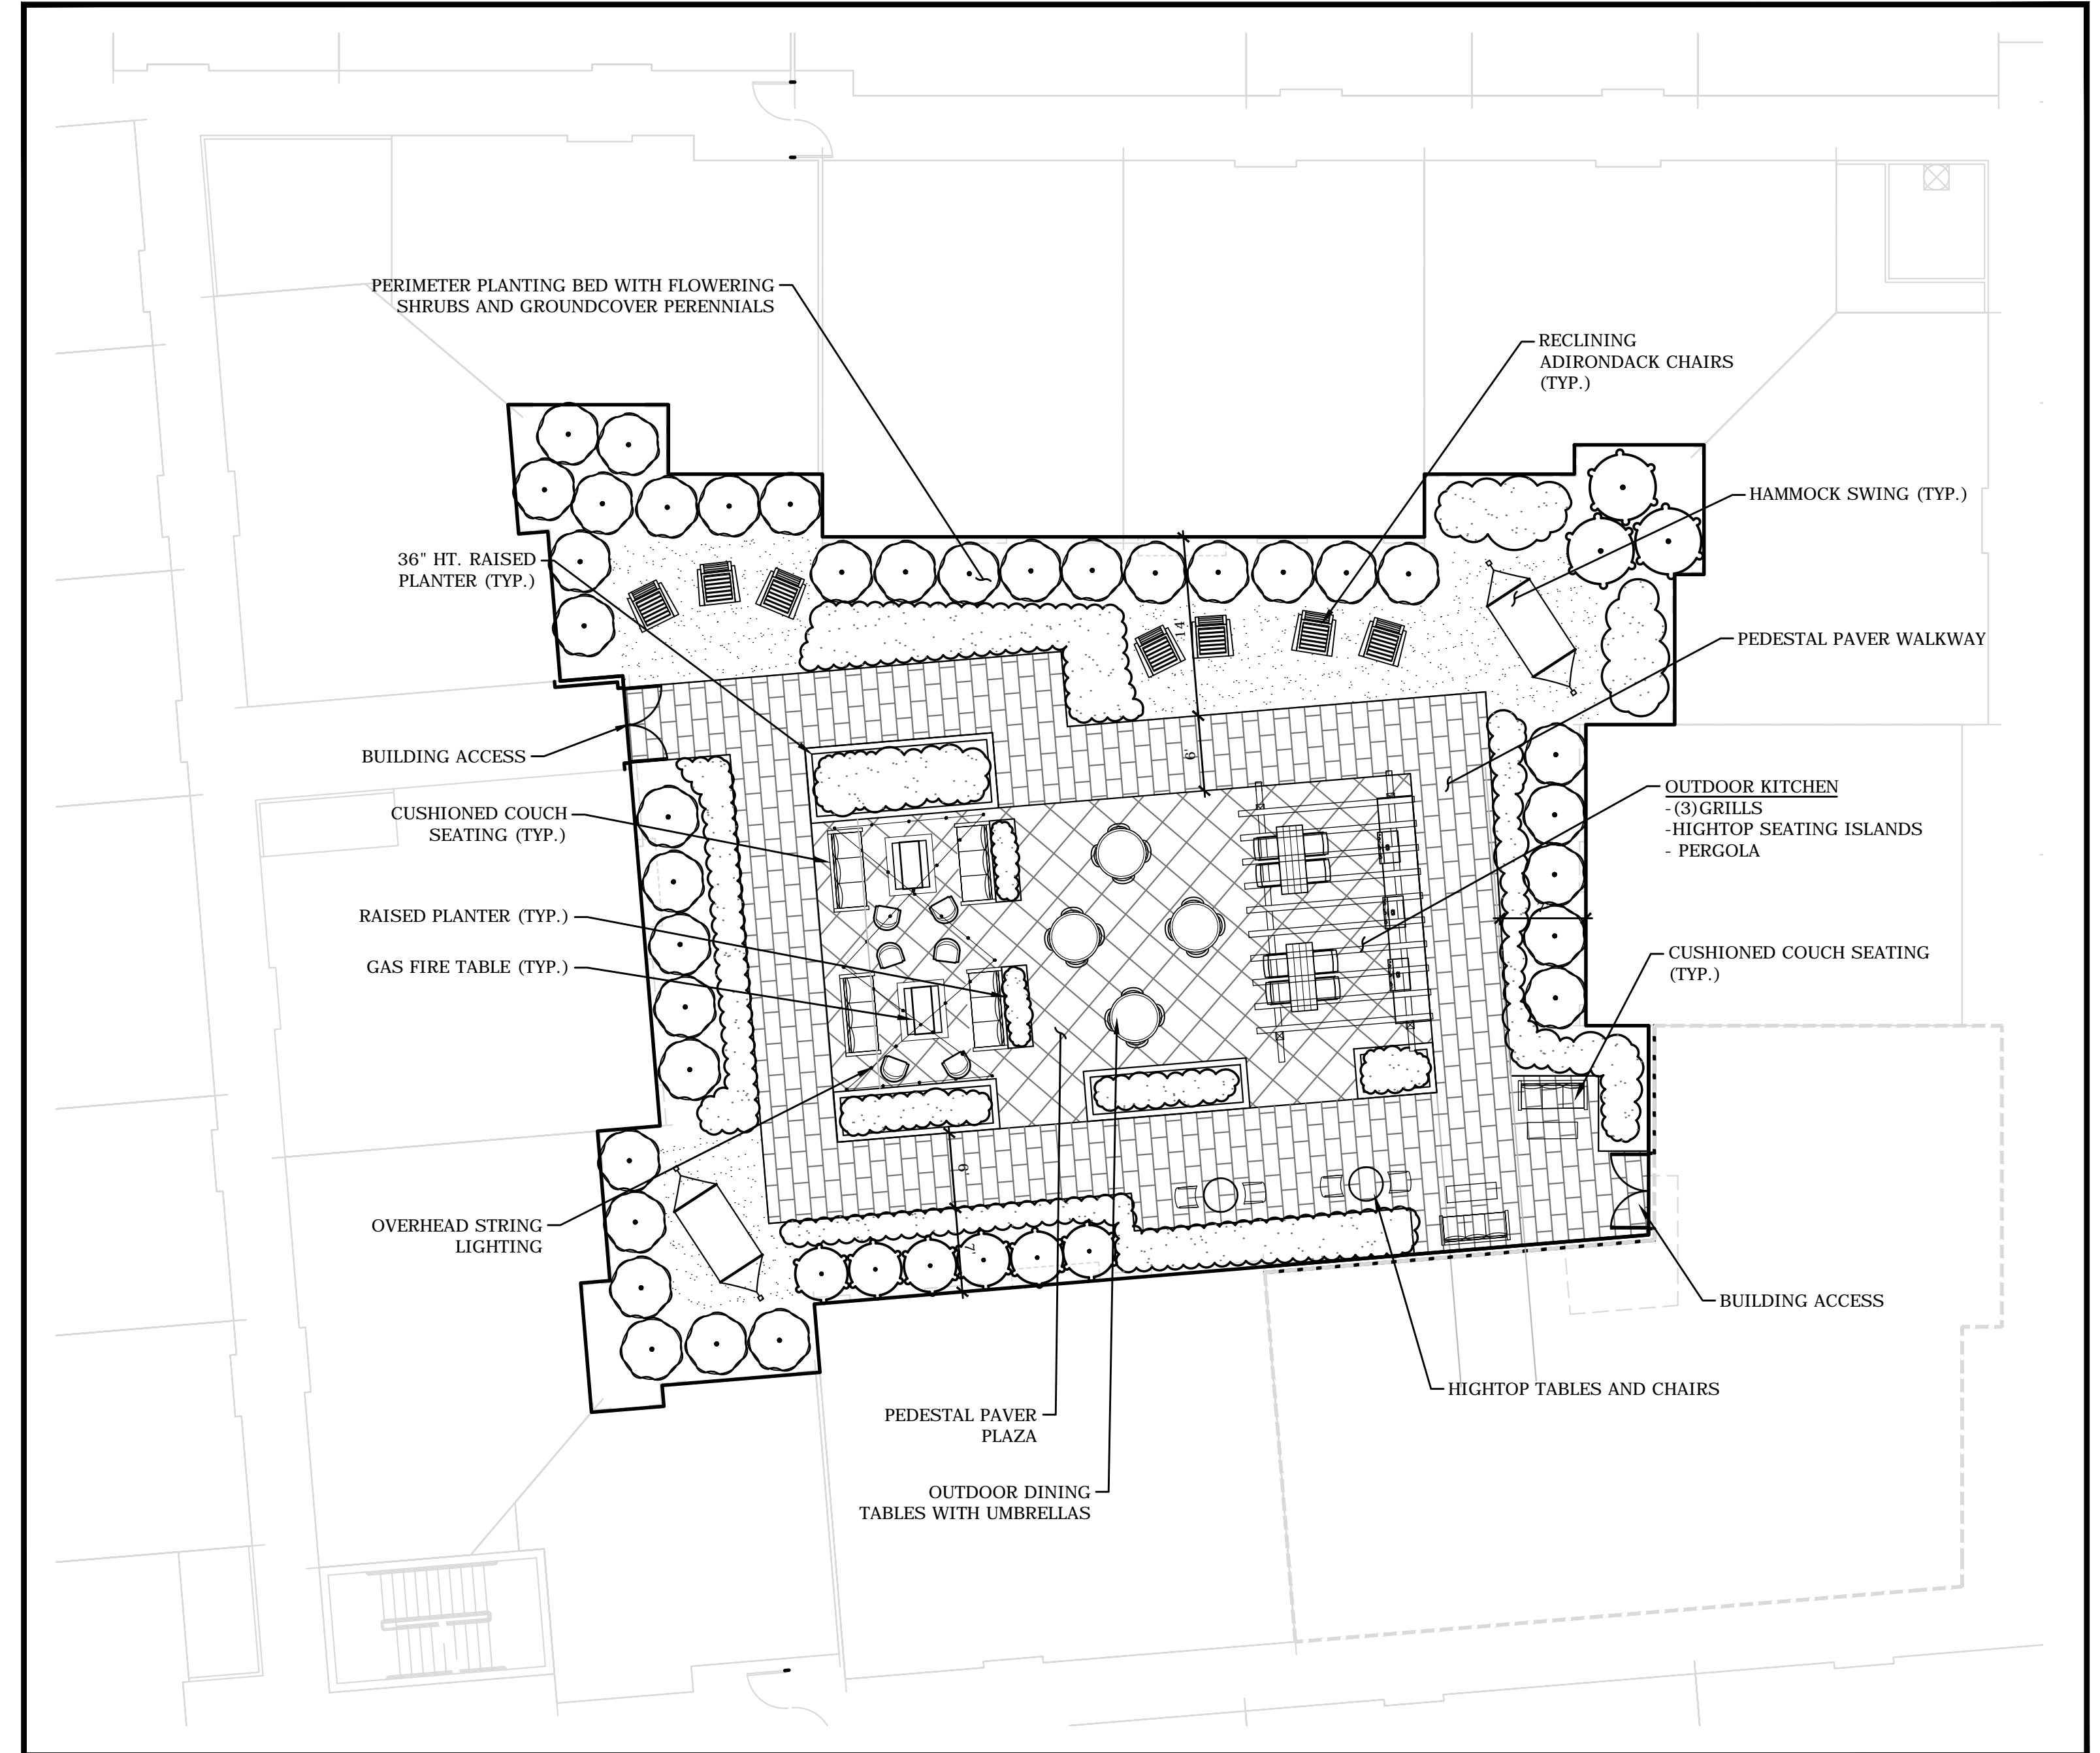 PERIMETER PLANTING BED WITH FLOWERING
SHRUBS AND GROUNDCOVER PERENNIALS
RECLINING
ADIRONDACK CHAIRS
(TYP.)
HAMMOCK SWING (TYP.)
36" HT. RAISED
PLANTER (TYP.)
14'
PEDESTAL PAVER WALKWAY
BUILDING ACCESS
6'
OUTDOOR KITCHEN
-(3)GRILLS
-HIGHTOP SEATING ISLANDS
- PERGOLA
CUSHIONED COUCH
SEATING (TYP.)
RAISED PLANTER (TYP.)
GAS FIRE TABLE (TYP.)
CUSHIONED COUCH SEATING
(TYP.)
6'
OVERHEAD STRING
LIGHTING
7'
BUILDING ACCESS
HIGHTOP TABLES AND CHAIRS
PEDESTAL PAVER
PLAZA
OUTDOOR DINING
TABLES WITH UMBRELLAS